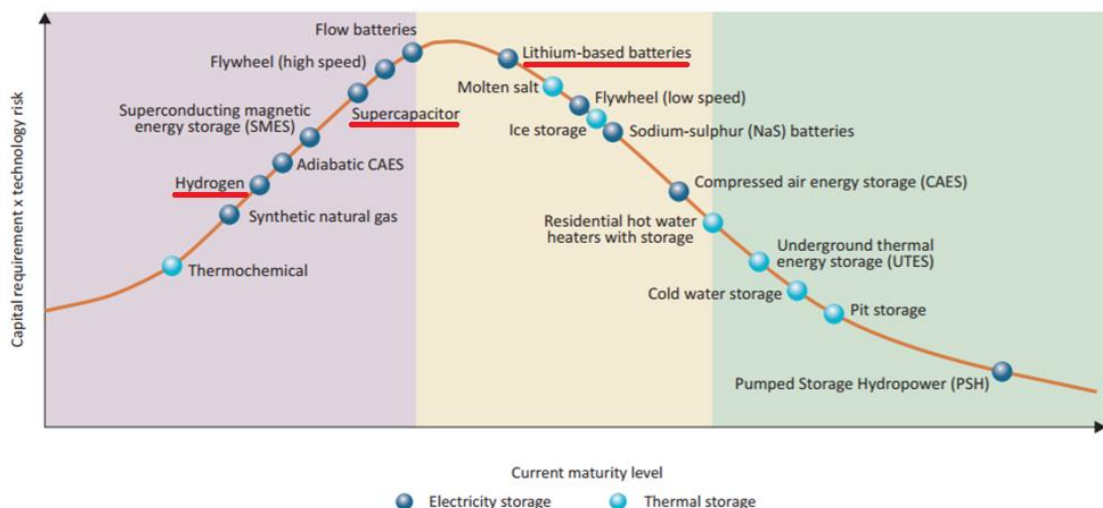 Capital requirement x technology risk
Flow batteries
Flywheel (high speed)
Supercapacitor
Superconducting magnetic
energy storage (SMES)
Adiabatic CAES
Hydrogen
Synthetic natural gas
Thermochemical
Lithium-based batteries
Molten salt
Flywheel (low speed)
Ice storage
Sodium-sulphur (NaS) batteries
Compressed air energy storage (CAES)
Residential hot water
heaters with storage
Underground thermal
energy storage (UTES)
Cold water storage
Pit storage
Pumped Storage Hydropower (PSH)
Current maturity level
Electricity storage
Thermal storage